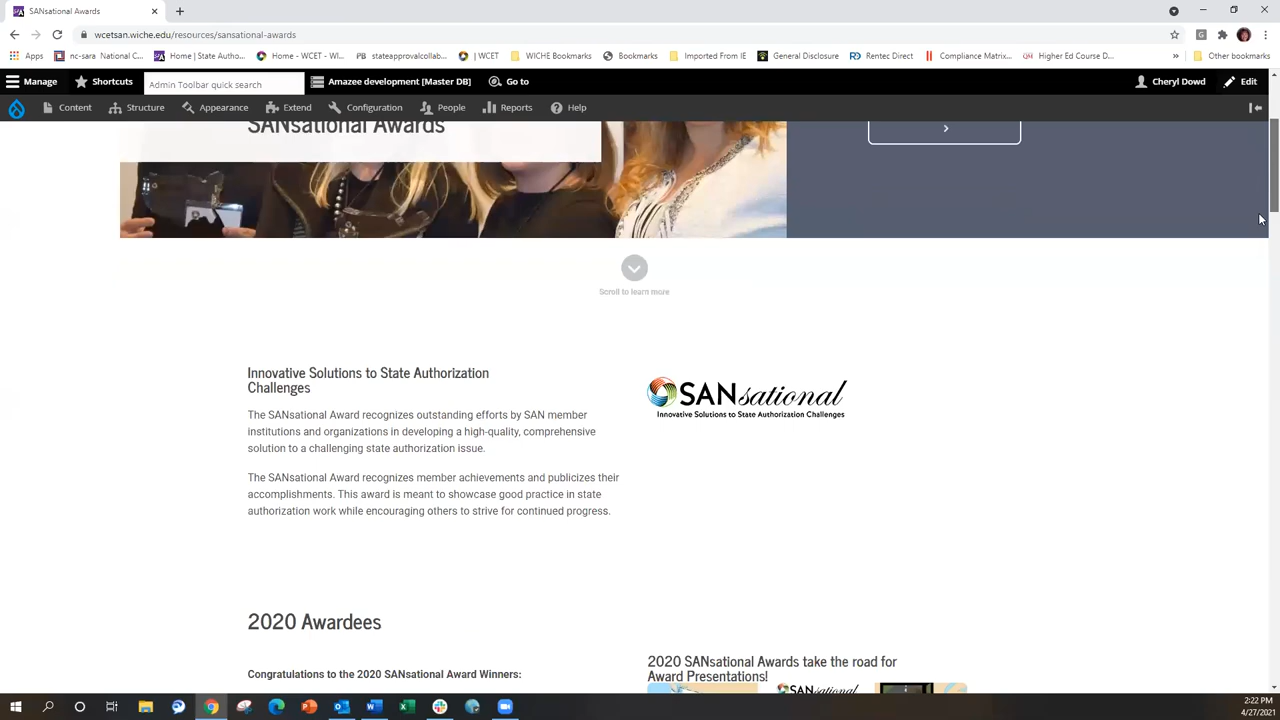 SANsational Awards
wcetsan.wiche.edu/resources/sansational-awards
Apps
nc-sara National C...
Home | State Autho...
Home - WCET - WI...
PB stateapprovalcollab...
| WCET
WICHE Bookmarks
Bookmarks
Imported From IE
General Disclosure
RD Rentec Direct
Compliance Matrix...
Higher Ed Course D...
»
Other bookmarks
Manage
Shortcuts
Admin Toolbar quick search
Amazee development [Master DB]
Go to
Cheryl Dowd
Edit
Content
Structure
Appearance
Extend
Configuration
People
Reports
Help
SANsational Awards
Scroll to learn more
Innovative Solutions to State Authorization
Challenges
The SANsational Award recognizes outstanding efforts by SAN member
institutions and organizations in developing a high-quality, comprehensive
solution to a challenging state authorization issue.
The SANsational Award recognizes member achievements and publicizes their
accomplishments. This award is meant to showcase good practice in state
authorization work while encouraging others to strive for continued progress.
SANsational
Innovative Solutions to State Authorization Challenges
2020 Awardees
Congratulations to the 2020 SANsational Award Winners:
2020 SANsational Awards take the road for
Award Presentations!
SANsational
2:22 PM
4/27/2021